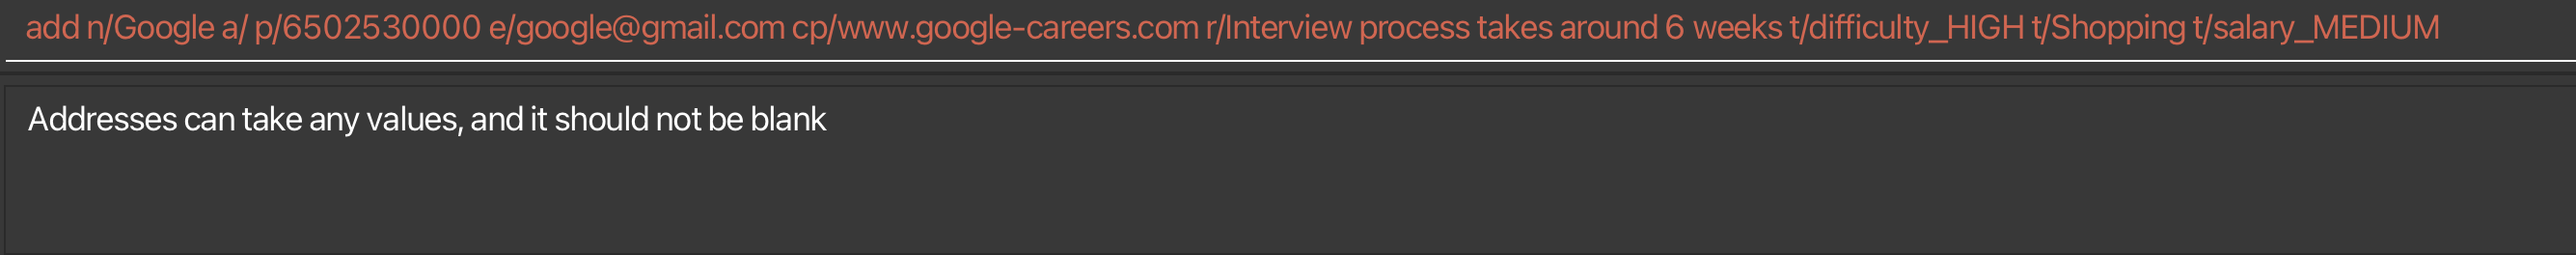 add n/Google a/ p/6502530000 e/google@gmail.com cp/www.google-careers.com r/Interview process takes around 6 weeks t/difficulty_HIGH t/Shopping t/salary_MEDIUM
Addresses can take any values, and it should not be blank